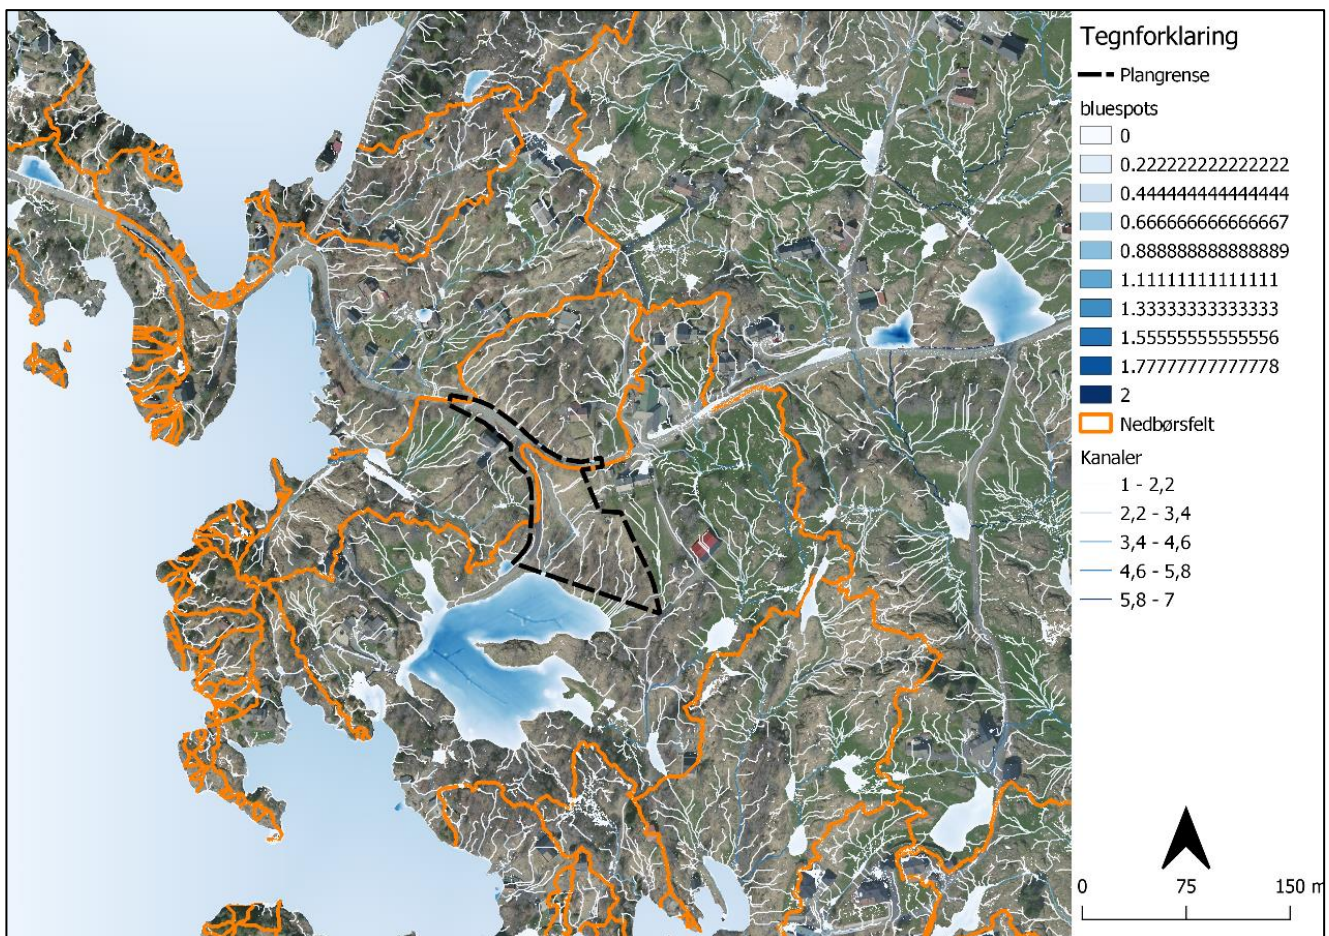 Tegnforklaring
Plangrense
bluespots
0
0.222222222222222
0.444444444444444
0.666666666666667
0.888888888888889
1.11111111111111
1.33333333333333
1.55555555555556
1.77777777777778
2
Nedbørsfelt
Kanaler
1 - 2,2
2,2 - 3,4
3,4 - 4,6
4,6 - 5,8
5,8 - 7
0 75 150 m